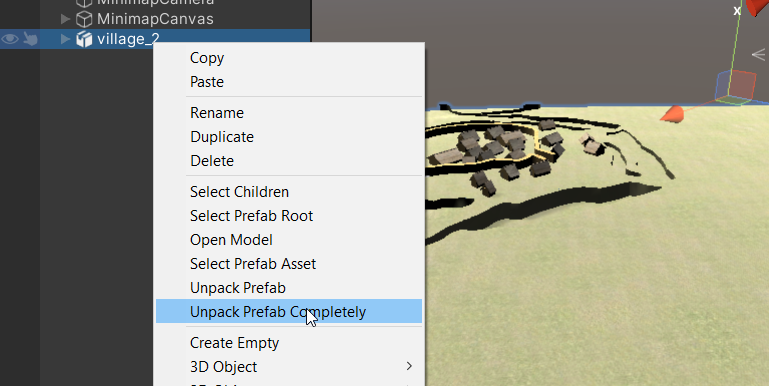 MinimapCamera
MinimapCanvas
village_2
Copy
Paste
Rename
Duplicate
Delete
Select Children
Select Prefab Root
Open Model
Select Prefab Asset
Unpack Prefab
Unpack Prefab Completely
Create Empty
3D Object
x